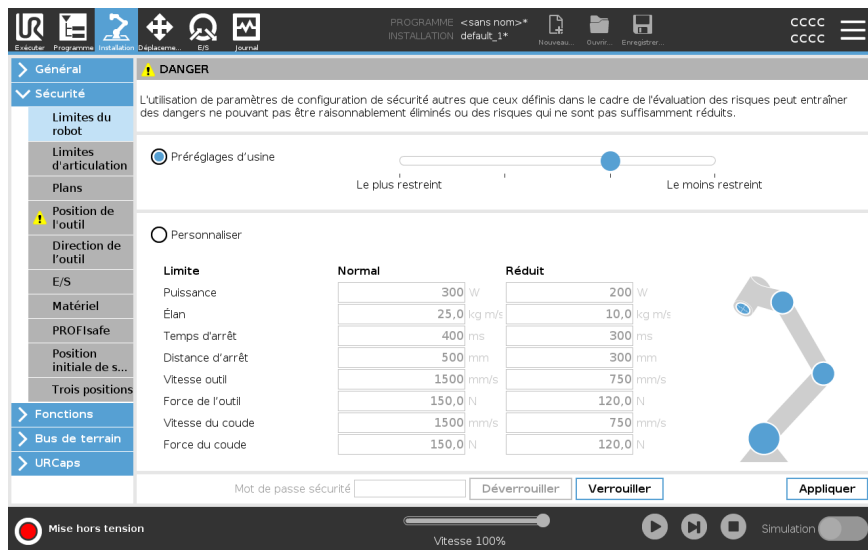 UR
Exécuter Programme Installation Déplaceme... E/S Journal
PROGRAMME <sans nom>*
INSTALLATION default_1*
Nouveau... Ouvrir... Enregistrer...
CCCC
CCCC
Général
Sécurité
Limites du
robot
Limites
d'articulation
Plans
Position de
l'outil
Direction de
l'outil
E/S
Matériel
PROFIsafe
Position
initiale de s...
Trois positions
Fonctions
Bus de terrain
URCaps
DANGER
L'utilisation de paramètres de configuration de sécurité autres que ceux définis dans le cadre de l'évaluation des risques peut entraîner
des dangers ne pouvant pas être raisonnablement éliminés ou des risques qui ne sont pas suffisamment réduits.
Préréglages d'usine
Le plus restreint Le moins restreint
Personnaliser
Limite Normal Réduit
Puissance 300 W 200 W
Élan 25,0 kg m/s 10,0 kg m/s
Temps d'arrêt 400 ms 300 ms
Distance d'arrêt 500 mm 300 mm
Vitesse outil 1500 mm/s 750 mm/s
Force de l'outil 150,0 N 120,0 N
Vitesse du coude 1500 mm/s 750 mm/s
Force du coude 150,0 N 120,0 N
Mot de passe sécurité Déverrouiller Verrouiller Appliquer
Mise hors tension
Vitesse 100%
Simulation